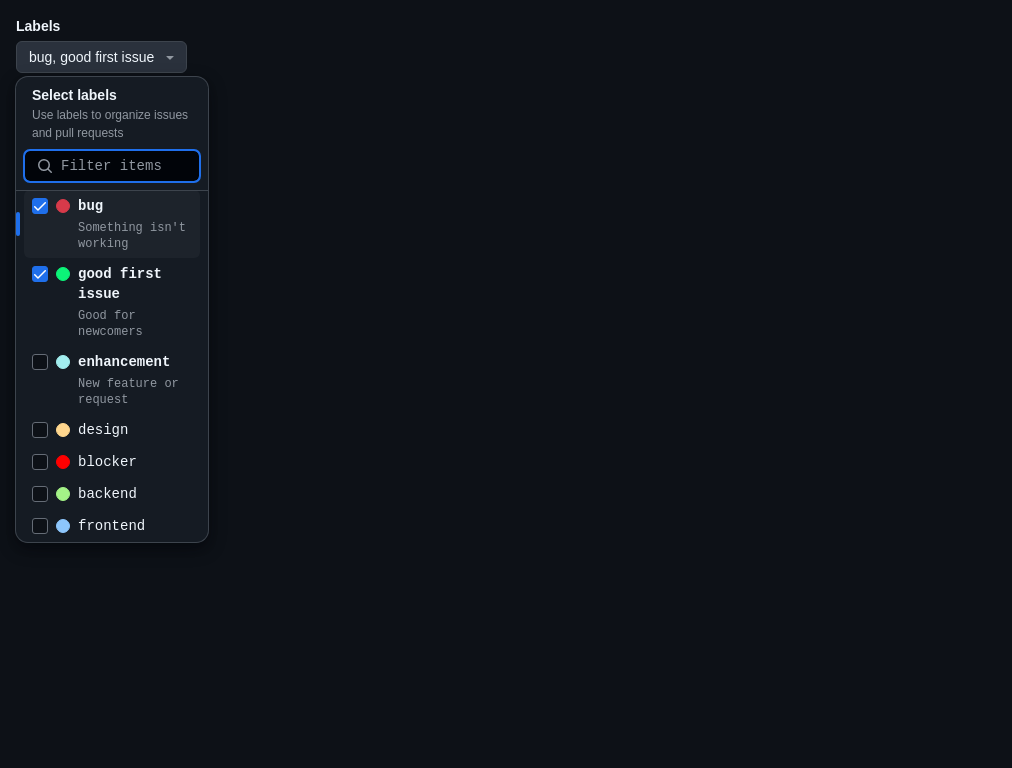 Labels
bug, good first issue
Select labels
Use labels to organize issues
and pull requests
Filter items
bug
Something isn't
working
good first
issue
Good for
newcomers
enhancement
New feature or
request
design
blocker
backend
frontend